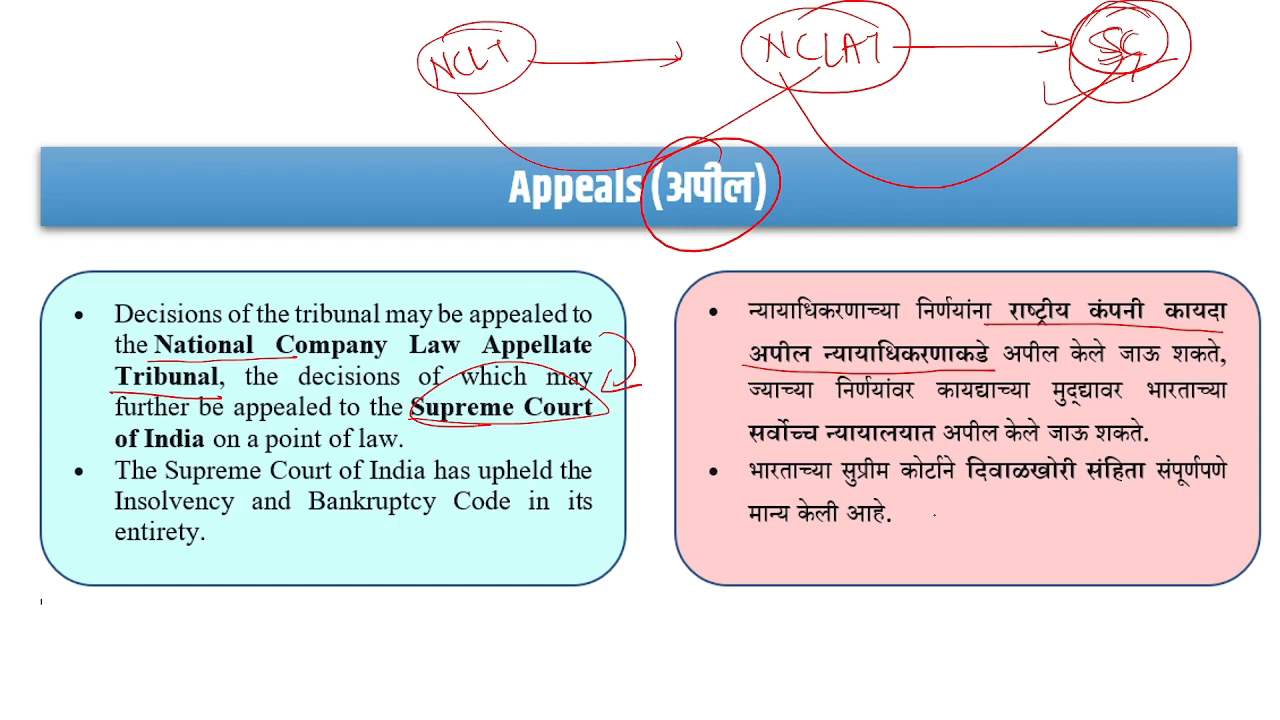 NCLT NCLAT SC
Appeals (अपील)
• Decisions of the tribunal may be appealed to
the National Company Law Appellate
Tribunal, the decisions of which may
further be appealed to the Supreme Court
of India on a point of law.
• The Supreme Court of India has upheld the
Insolvency and Bankruptcy Code in its
entirety.
• न्यायाधिकरणाच्या निर्णयांना राष्ट्रीय कंपनी कायदा
अपील न्यायाधिकरणाकडे अपील केले जाऊ शकते,
ज्याच्या निर्णयांवर कायद्याच्या मुद्द्यावर भारताच्या
सर्वोच्च न्यायालयात अपील केले जाऊ शकते.
• भारताच्या सुप्रीम कोर्टाने दिवाळखोरी संहिता संपूर्णपणे
मान्य केली आहे.